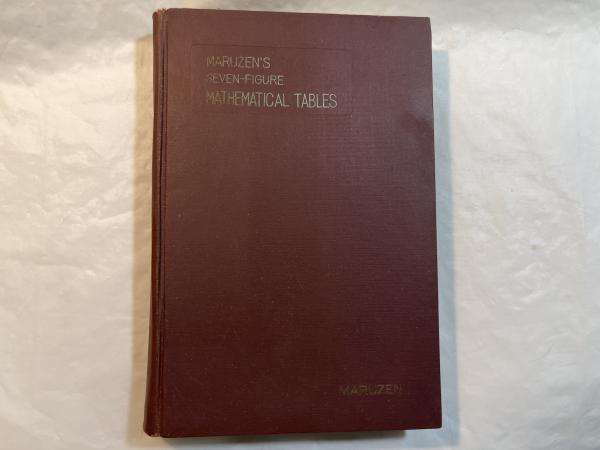 MARUZEN'S
SEVEN-FIGURE
MATHEMATICAL TABLES
MARUZEN